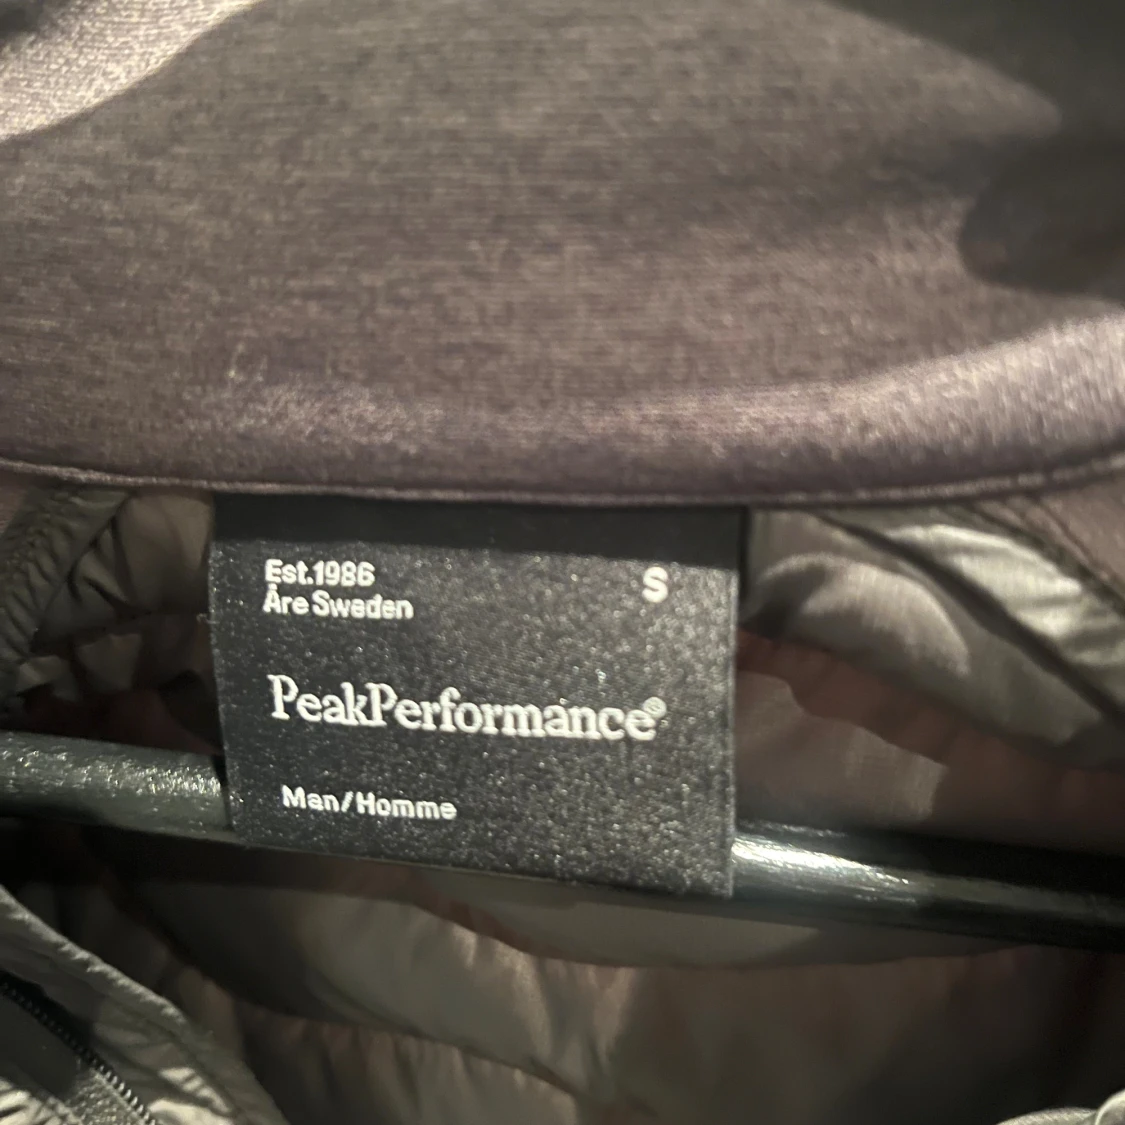 Est.1986
S
Åre Sweden
PeakPerformance®
Man/Homme